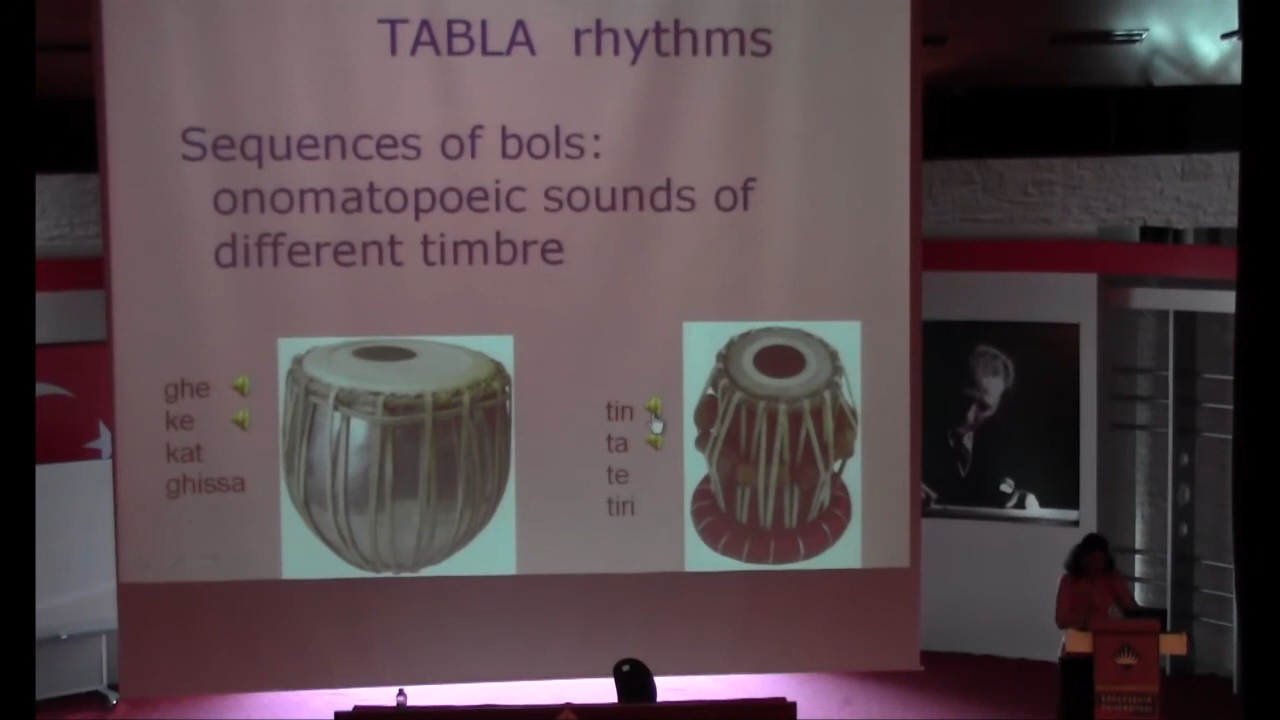 TABLA rhythms
Sequences of bols:
onomatopoeic sounds of
different timbre
ghe
ke
kat
ghissa
tin
ta
te
tiri